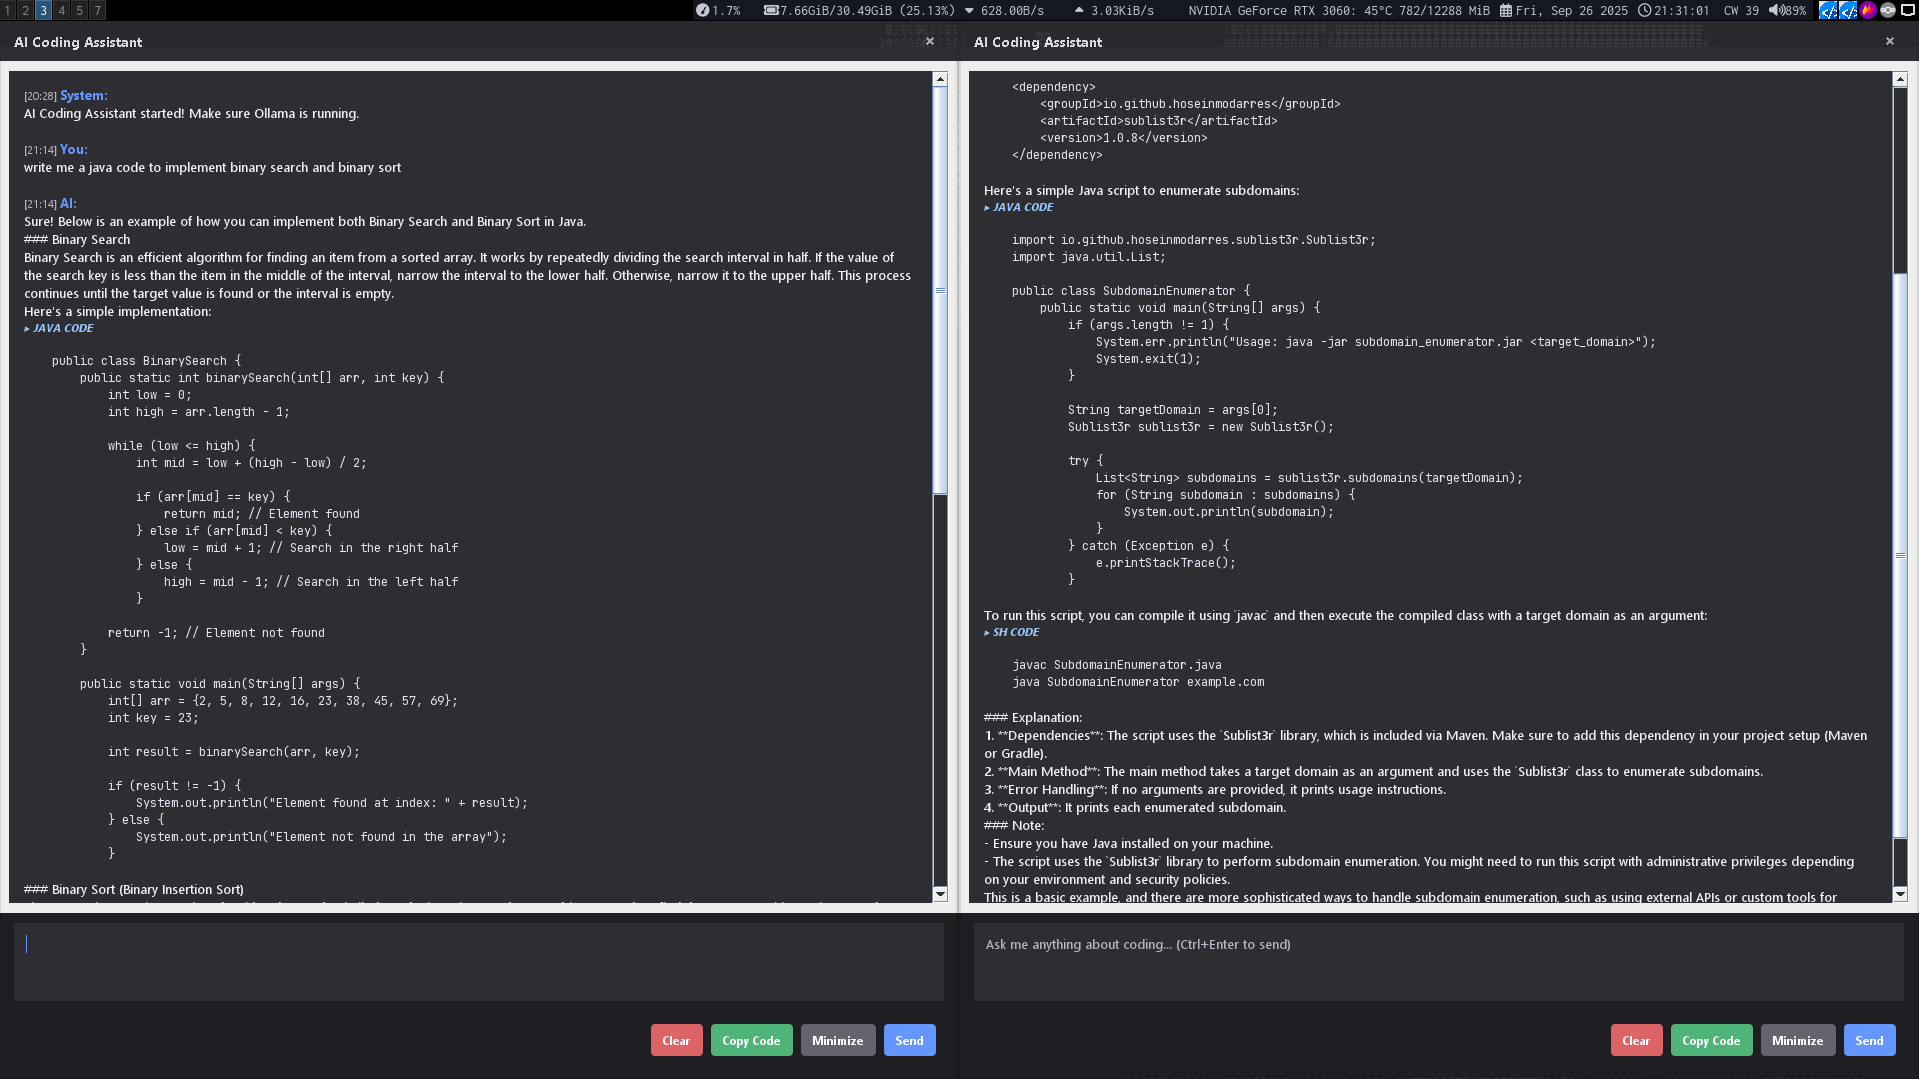 1 2 3 4 5 7
1.7% 7.66GiB/30.49GiB (25.13%) 628.00B/s 3.03KiB/s NVIDIA GeForce RTX 3060: 45°C 782/12288 MiB Fri, Sep 26 2025 21:31:01 CW 39 89%
AI Coding Assistant ×
[20:28] System:
AI Coding Assistant started! Make sure Ollama is running.
[21:14] You:
write me a java code to implement binary search and binary sort
[21:14] AI:
Sure! Below is an example of how you can implement both Binary Search and Binary Sort in Java.
### Binary Search
Binary Search is an efficient algorithm for finding an item from a sorted array. It works by repeatedly dividing the search interval in half. If the value of
the search key is less than the item in the middle of the interval, narrow the interval to the lower half. Otherwise, narrow it to the upper half. This process
continues until the target value is found or the interval is empty.
Here's a simple implementation:
▸ JAVA CODE
public class BinarySearch {
public static int binarySearch(int[] arr, int key) {
int low = 0;
int high = arr.length - 1;
while (low <= high) {
int mid = low + (high - low) / 2;
if (arr[mid] == key) {
return mid; // Element found
} else if (arr[mid] < key) {
low = mid + 1; // Search in the right half
} else {
high = mid - 1; // Search in the left half
}
return -1; // Element not found
}
public static void main(String[] args) {
int[] arr = {2, 5, 8, 12, 16, 23, 38, 45, 57, 69};
int key = 23;
int result = binarySearch(arr, key);
if (result != -1) {
System.out.println("Element found at index: " + result);
} else {
System.out.println("Element not found in the array");
}
### Binary Sort (Binary Insertion Sort)
Clear Copy Code Minimize Send
AI Coding Assistant ×
<dependency>
<groupId>io.github.hoseinmodarres</groupId>
<artifactId>sublist3r</artifactId>
<version>1.0.8</version>
</dependency>
Here's a simple Java script to enumerate subdomains:
▸ JAVA CODE
import io.github.hoseinmodarres.sublist3r.Sublist3r;
import java.util.List;
public class SubdomainEnumerator {
public static void main(String[] args) {
if (args.length != 1) {
System.err.println("Usage: java -jar subdomain_enumerator.jar <target_domain>");
System.exit(1);
}
String targetDomain = args[0];
Sublist3r sublist3r = new Sublist3r();
try {
List<String> subdomains = sublist3r.subdomains(targetDomain);
for (String subdomain : subdomains) {
System.out.println(subdomain);
}
} catch (Exception e) {
e.printStackTrace();
}
To run this script, you can compile it using `javac` and then execute the compiled class with a target domain as an argument:
▸ SH CODE
javac SubdomainEnumerator.java
java SubdomainEnumerator example.com
### Explanation:
1. **Dependencies**: The script uses the `Sublist3r` library, which is included via Maven. Make sure to add this dependency in your project setup (Maven
or Gradle).
2. **Main Method**: The main method takes a target domain as an argument and uses the `Sublist3r` class to enumerate subdomains.
3. **Error Handling**: If no arguments are provided, it prints usage instructions.
4. **Output**: It prints each enumerated subdomain.
### Note:
- Ensure you have Java installed on your machine.
- The script uses the `Sublist3r` library to perform subdomain enumeration. You might need to run this script with administrative privileges depending
on your environment and security policies.
This is a basic example, and there are more sophisticated ways to handle subdomain enumeration, such as using external APIs or custom tools for
Ask me anything about coding... (Ctrl+Enter to send)
Clear Copy Code Minimize Send